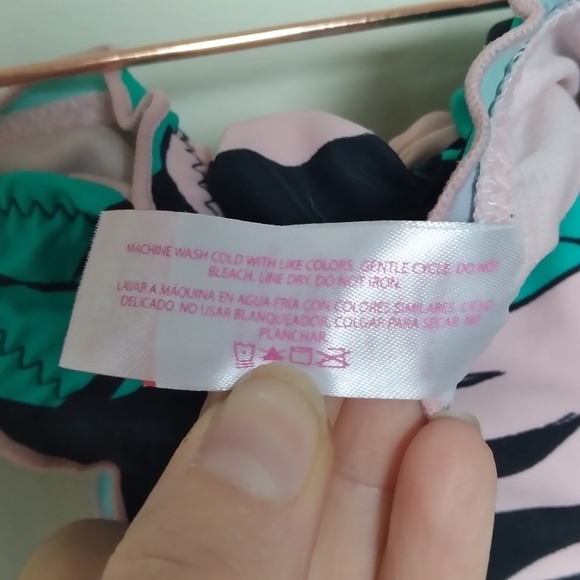 MACHINE WASH COLD WITH LIKE COLORS. GENTLE CYCLE. DO NOT
BLEACH. LINE DRY. DO NOT IRON.
LAVAR A MÁQUINA EN AGUA FRÍA CON COLORES SIMILARES. CICLO
DELICADO. NO USAR BLANQUEADOR. COLGAR PARA SECAR. NO
PLANCHAR.